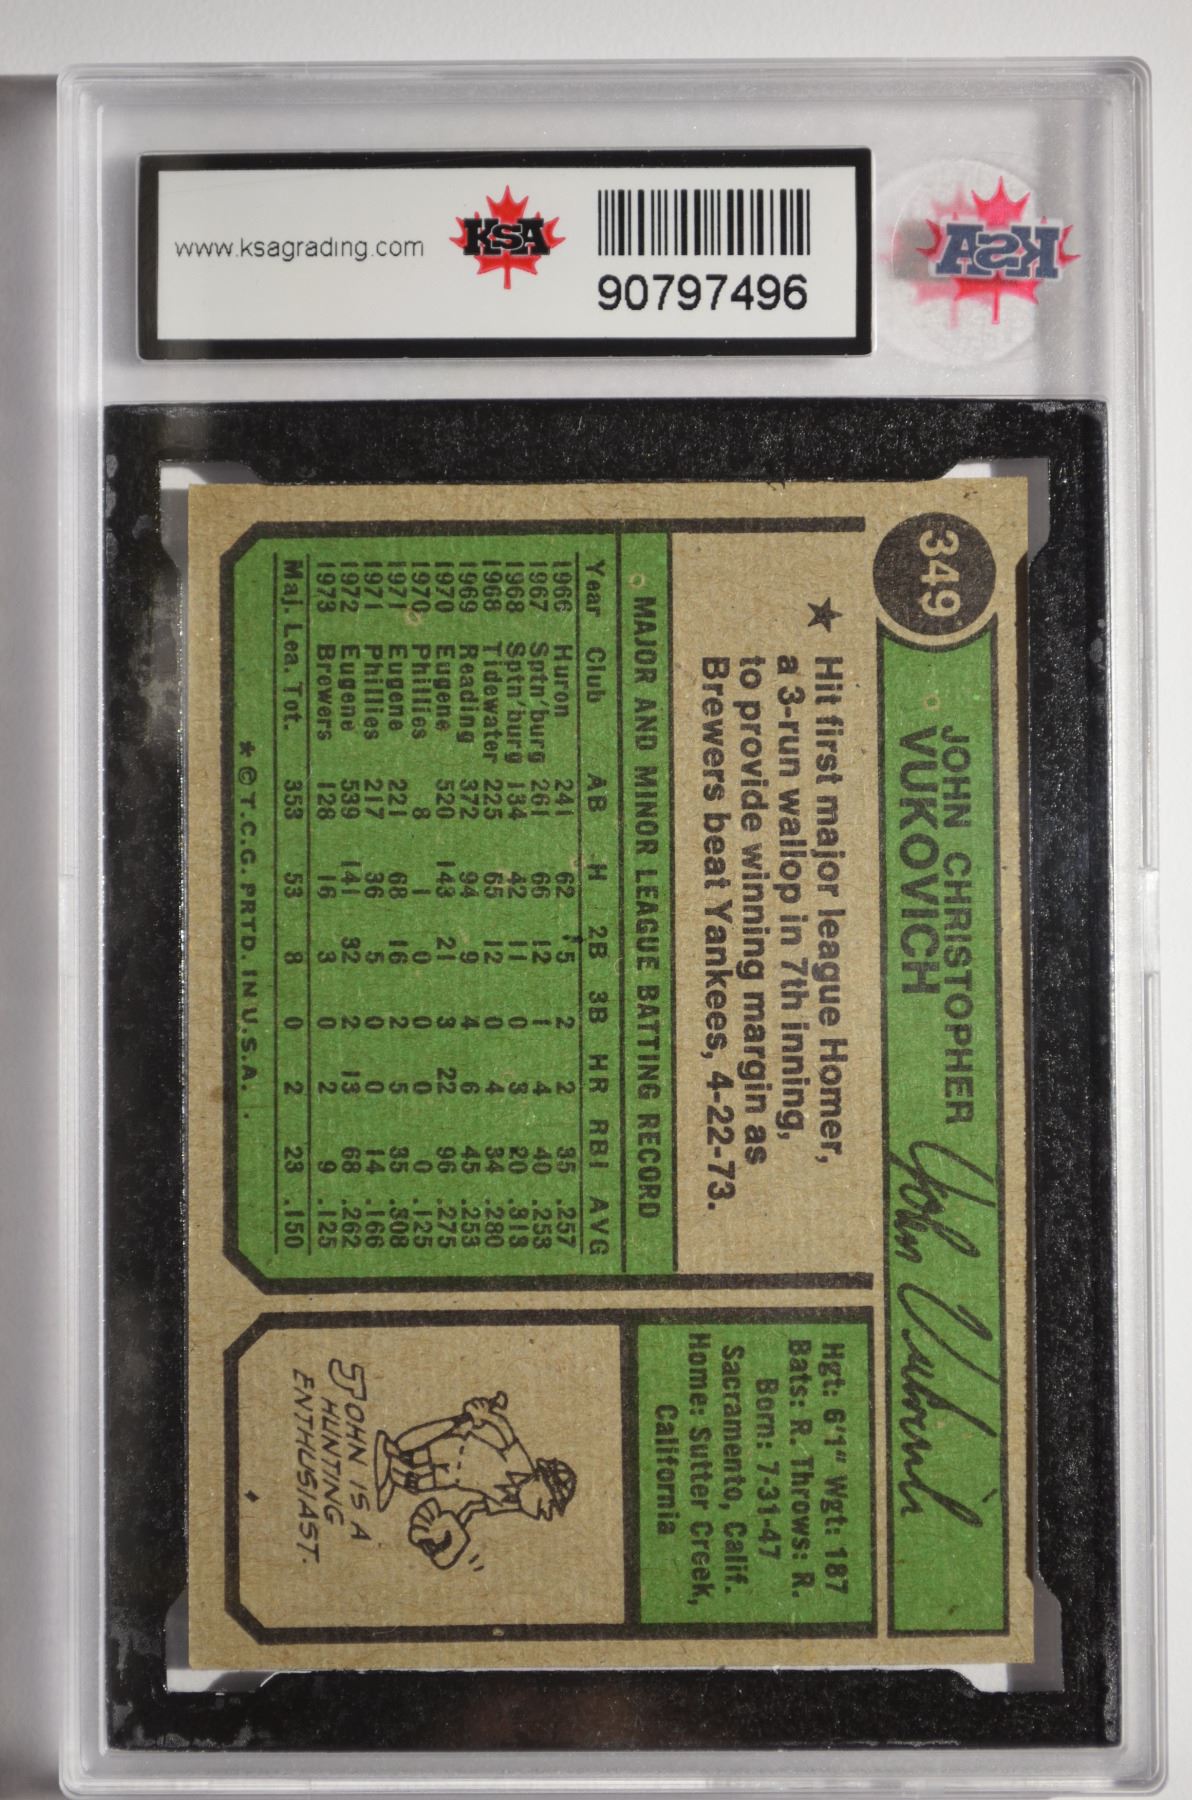 www.ksagrading.com
KSA
90797496
KSA
349
JOHN CHRISTOPHER
VUKOVICH
John Vukovich
★ Hit first major league Homer,
a 3-run wallop in 7th inning,
to provide winning margin as
Brewers beat Yankees, 4-22-73.
MAJOR AND MINOR LEAGUE BATTING RECORD
Year Club AB H 2B 3B HR RBI AVG
1966 Huron 241 62 5 2 2 35 .257
1967 Sptn'burg 261 66 12 1 4 40 .253
1968 Sptn'burg 134 42 11 0 3 20 .313
1968 Tidewater 225 65 12 0 4 34 .280
1969 Reading 372 94 9 4 6 45 .253
1970 Eugene 520 143 21 3 22 96 .275
1970 Phillies 8 1 0 0 0 0 .125
1971 Eugene 221 68 16 2 5 35 .308
1971 Phillies 217 36 5 0 0 14 .166
1972 Eugene 539 141 32 2 13 68 .262
1973 Brewers 128 16 3 0 2 9 .125
Maj. Lea. Tot. 353 53 8 0 2 23 .150
* © T.C.G. PRTD. IN U.S.A.
Hgt: 6'1" Wgt: 187
Bats: R. Throws: R.
Born: 7-31-47
Sacramento, Calif.
Home: Sutter Creek,
California
JOHN IS A
HUNTING
ENTHUSIAST.